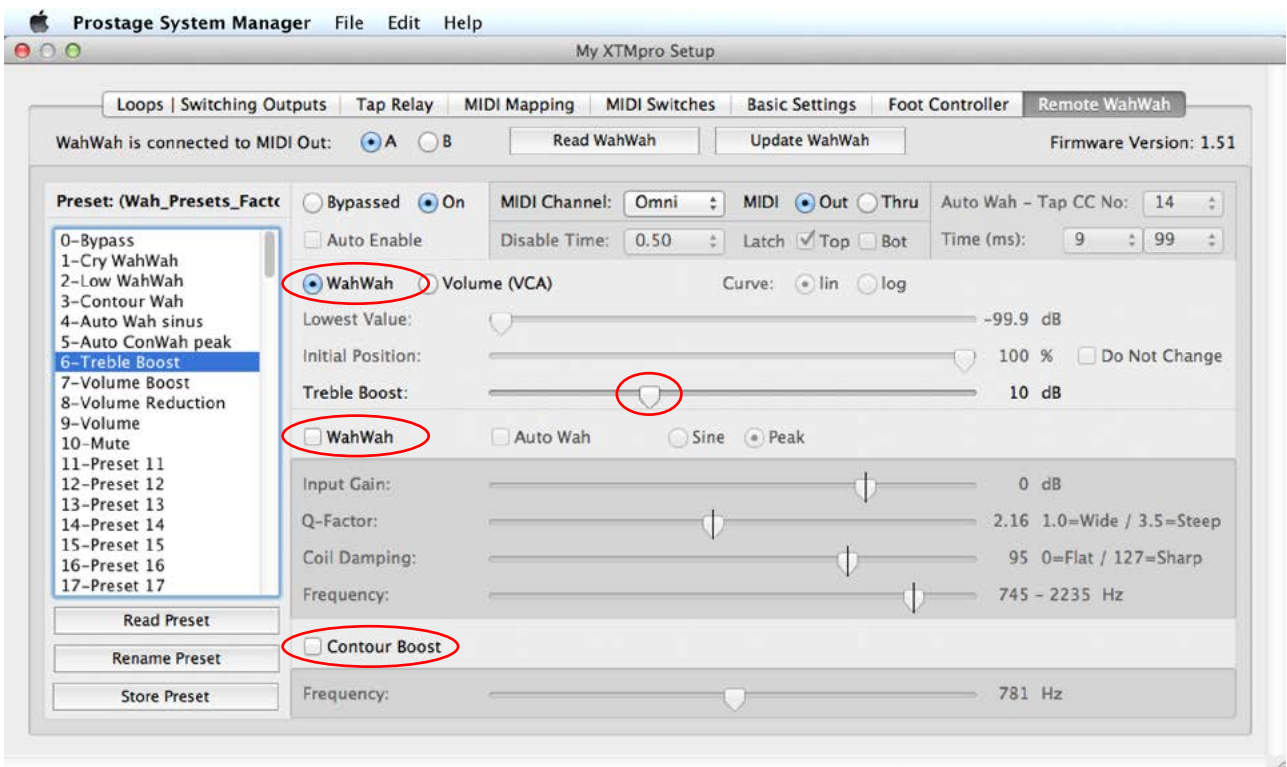 Prostage System Manager File Edit Help
My XTMpro Setup
Loops | Switching Outputs Tap Relay MIDI Mapping MIDI Switches Basic Settings Foot Controller Remote WahWah
WahWah is connected to MIDI Out: A B Read WahWah Update WahWah Firmware Version: 1.51
Preset: (Wah_Presets_Factc
0-Bypass
1-Cry WahWah
2-Low WahWah
3-Contour Wah
4-Auto Wah sinus
5-Auto ConWah peak
6-Treble Boost
7-Volume Boost
8-Volume Reduction
9-Volume
10-Mute
11-Preset 11
12-Preset 12
13-Preset 13
14-Preset 14
15-Preset 15
16-Preset 16
17-Preset 17
Read Preset
Rename Preset
Store Preset
Bypassed On MIDI Channel: Omni MIDI Out Thru Auto Wah - Tap CC No: 14
Auto Enable Disable Time: 0.50 Latch Top Bot Time (ms): 9 99
WahWah Volume (VCA) Curve: lin log
Lowest Value: -99.9 dB
Initial Position: 100 % Do Not Change
Treble Boost: 10 dB
WahWah Auto Wah Sine Peak
Input Gain: 0 dB
Q-Factor: 2.16 1.0=Wide / 3.5=Steep
Coil Damping: 95 0=Flat / 127=Sharp
Frequency: 745 - 2235 Hz
Contour Boost
Frequency: 781 Hz